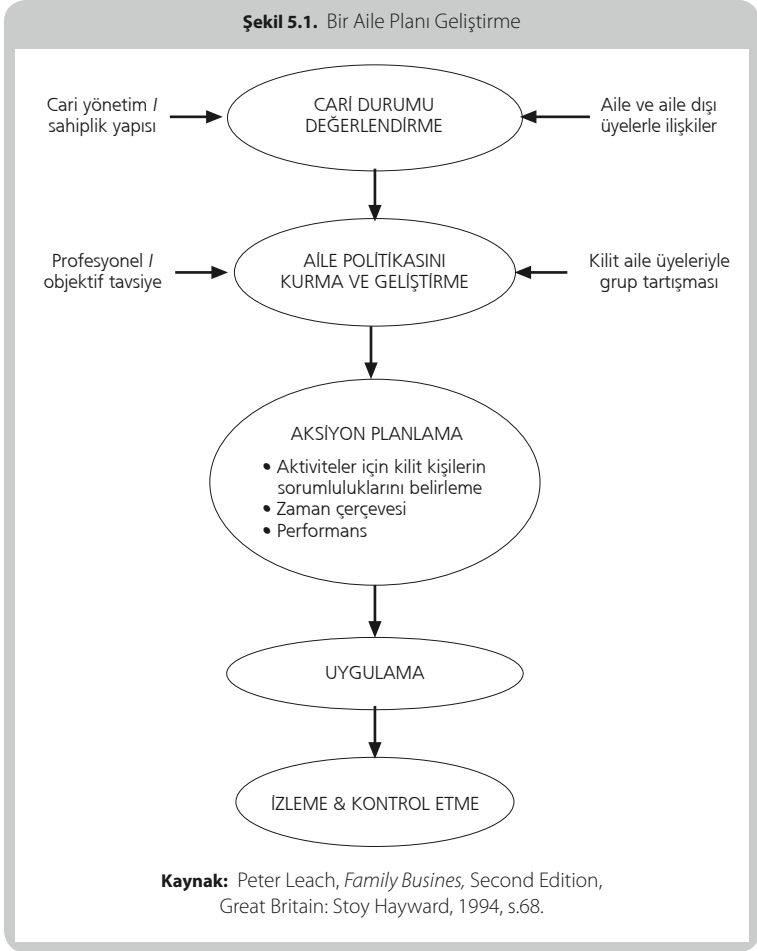 Şekil 5.1. Bir Aile Planı Geliştirme
Cari yönetim /
sahiplik yapısı
CARİ DURUMU
DEĞERLENDİRME
Aile ve aile dışı
üyelerle ilişkiler
Profesyonel /
objektif tavsiye
AİLE POLİTİKASINI
KURMA VE GELİŞTİRME
Kilit aile üyeleriyle
grup tartışması
AKSİYON PLANLAMA
• Aktiviteler için kilit kişilerin
sorumluluklarını belirleme
• Zaman çerçevesi
• Performans
UYGULAMA
İZLEME & KONTROL ETME
Kaynak: Peter Leach, Family Busines, Second Edition,
Great Britain: Stoy Hayward, 1994, s.68.